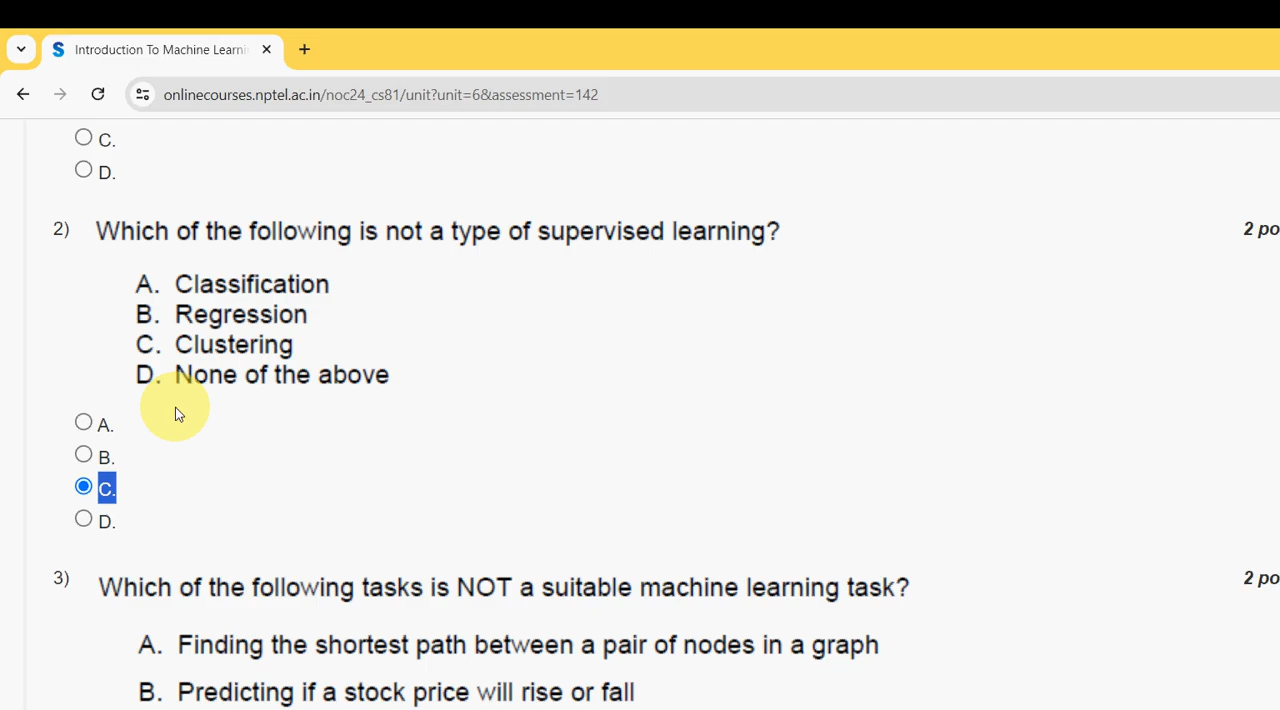 Introduction To Machine Learni
onlinecourses.nptel.ac.in/noc24_cs81/unit?unit=6&assessment=142
C.
D.
2) Which of the following is not a type of supervised learning? 2 po
A. Classification
B. Regression
C. Clustering
D. None of the above
A.
B.
C.
D.
3) Which of the following tasks is NOT a suitable machine learning task? 2 po
A. Finding the shortest path between a pair of nodes in a graph
B. Predicting if a stock price will rise or fall